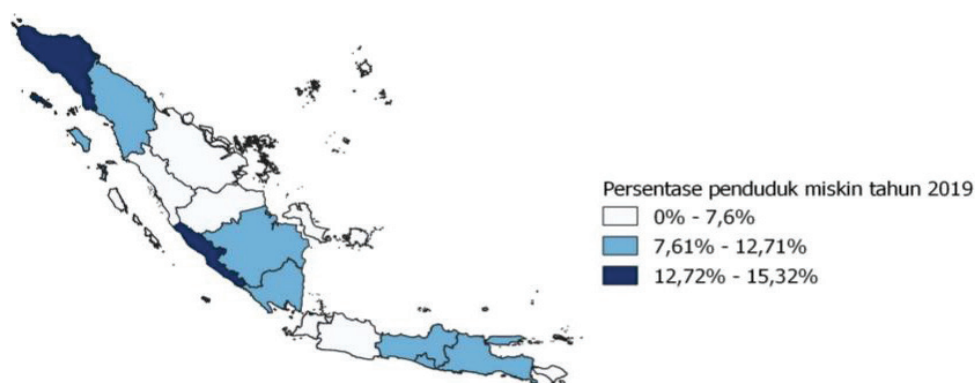 Persentase penduduk miskin tahun 2019
0% - 7,6%
7,61% - 12,71%
12,72% - 15,32%